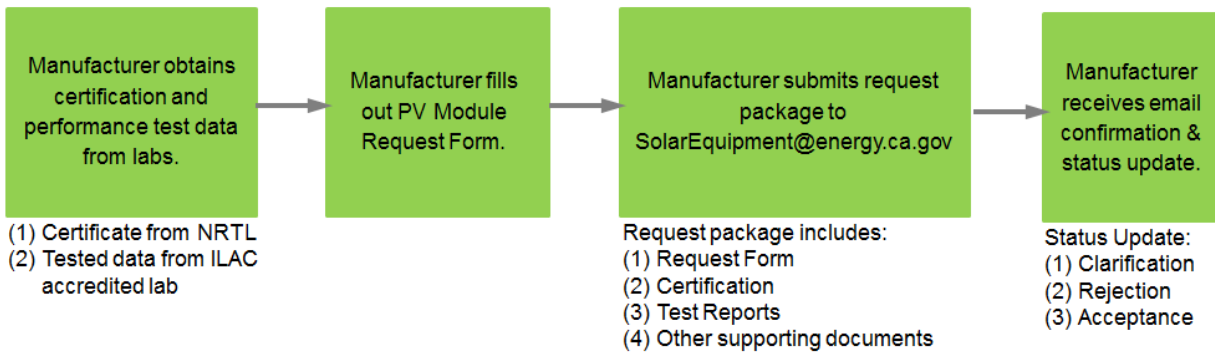 Manufacturer obtains
certification and
performance test data
from labs.
(1) Certificate from NRTL
(2) Tested data from ILAC
accredited lab
Manufacturer fills
out PV Module
Request Form.
Manufacturer submits request
package to
SolarEquipment@energy.ca.gov
Request package includes:
(1) Request Form
(2) Certification
(3) Test Reports
(4) Other supporting documents
Manufacturer
receives email
confirmation &
status update.
Status Update:
(1) Clarification
(2) Rejection
(3) Acceptance